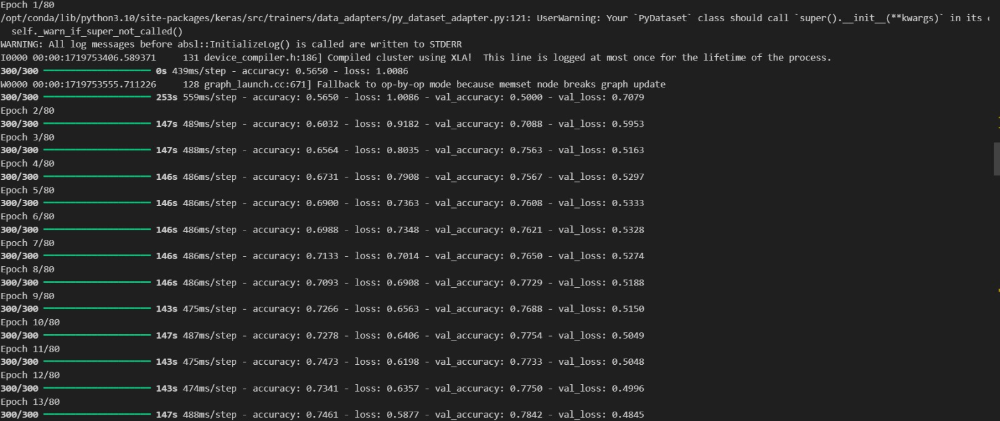 Epoch 1/80
/opt/conda/lib/python3.10/site-packages/keras/src/trainers/data_adapters/py_dataset_adapter.py:121: UserWarning: Your `PyDataset` class should call `super().__init__(**kwargs)` in its
self._warn_if_super_not_called()
WARNING: All log messages before absl::InitializeLog() is called are written to STDERR
I0000 00:00:1719753406.589371     131 device_compiler.h:186] Compiled cluster using XLA!  This line is logged at most once for the lifetime of the process.
300/300 0s 439ms/step - accuracy: 0.5650 - loss: 1.0086
W0000 00:00:1719753555.711226     128 graph_launch.cc:671] Fallback to op-by-op mode because memset node breaks graph update
300/300 253s 559ms/step - accuracy: 0.5650 - loss: 1.0086 - val_accuracy: 0.5000 - val_loss: 0.7079
Epoch 2/80
300/300 147s 489ms/step - accuracy: 0.6032 - loss: 0.9182 - val_accuracy: 0.7088 - val_loss: 0.5953
Epoch 3/80
300/300 147s 488ms/step - accuracy: 0.6564 - loss: 0.8035 - val_accuracy: 0.7563 - val_loss: 0.5163
Epoch 4/80
300/300 146s 486ms/step - accuracy: 0.6731 - loss: 0.7908 - val_accuracy: 0.7567 - val_loss: 0.5297
Epoch 5/80
300/300 146s 486ms/step - accuracy: 0.6900 - loss: 0.7363 - val_accuracy: 0.7608 - val_loss: 0.5333
Epoch 6/80
300/300 146s 486ms/step - accuracy: 0.6988 - loss: 0.7348 - val_accuracy: 0.7621 - val_loss: 0.5328
Epoch 7/80
300/300 146s 486ms/step - accuracy: 0.7133 - loss: 0.7014 - val_accuracy: 0.7650 - val_loss: 0.5274
Epoch 8/80
300/300 146s 486ms/step - accuracy: 0.7093 - loss: 0.6908 - val_accuracy: 0.7729 - val_loss: 0.5188
Epoch 9/80
300/300 143s 475ms/step - accuracy: 0.7266 - loss: 0.6563 - val_accuracy: 0.7688 - val_loss: 0.5150
Epoch 10/80
300/300 147s 487ms/step - accuracy: 0.7278 - loss: 0.6406 - val_accuracy: 0.7754 - val_loss: 0.5049
Epoch 11/80
300/300 143s 475ms/step - accuracy: 0.7473 - loss: 0.6198 - val_accuracy: 0.7733 - val_loss: 0.5048
Epoch 12/80
300/300 143s 474ms/step - accuracy: 0.7341 - loss: 0.6357 - val_accuracy: 0.7750 - val_loss: 0.4996
Epoch 13/80
300/300 147s 488ms/step - accuracy: 0.7461 - loss: 0.5877 - val_accuracy: 0.7842 - val_loss: 0.4845